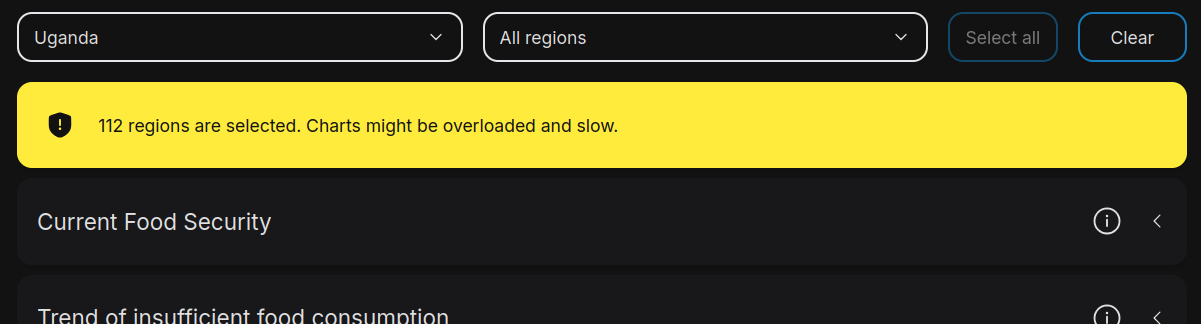 Uganda
All regions
Select all
Clear
112 regions are selected. Charts might be overloaded and slow.
Current Food Security
Trend of insufficient food consumption